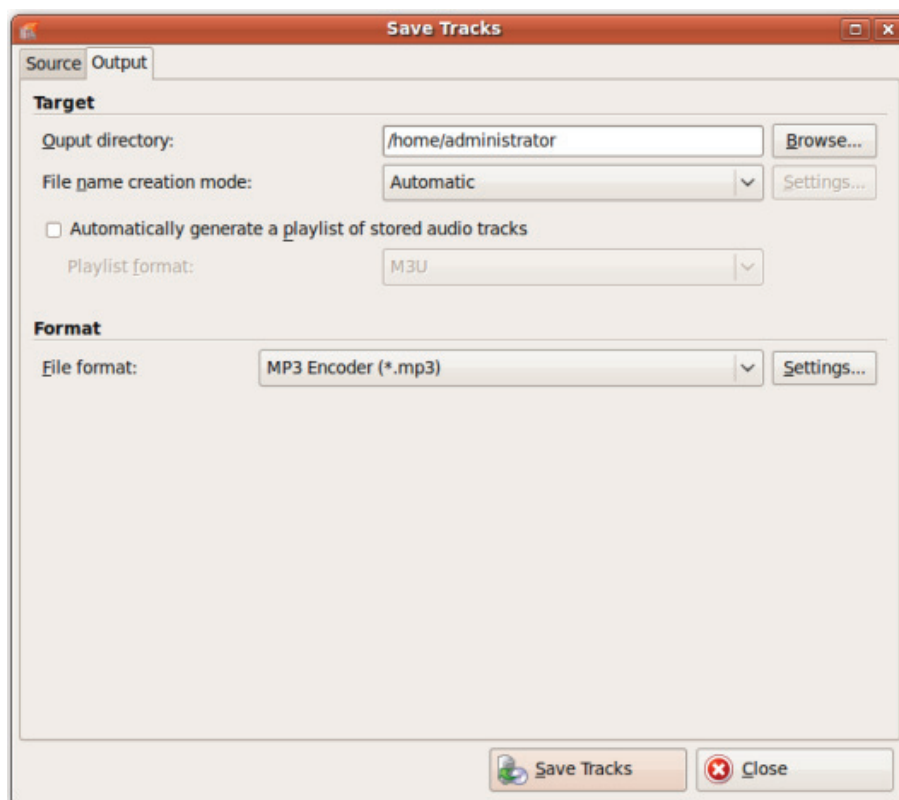 Save Tracks
Source Output
Target
Ouput directory: /home/administrator Browse...
File name creation mode: Automatic Settings...
Automatically generate a playlist of stored audio tracks
Playlist format: M3U
Format
File format: MP3 Encoder (*.mp3) Settings...
Save Tracks Close